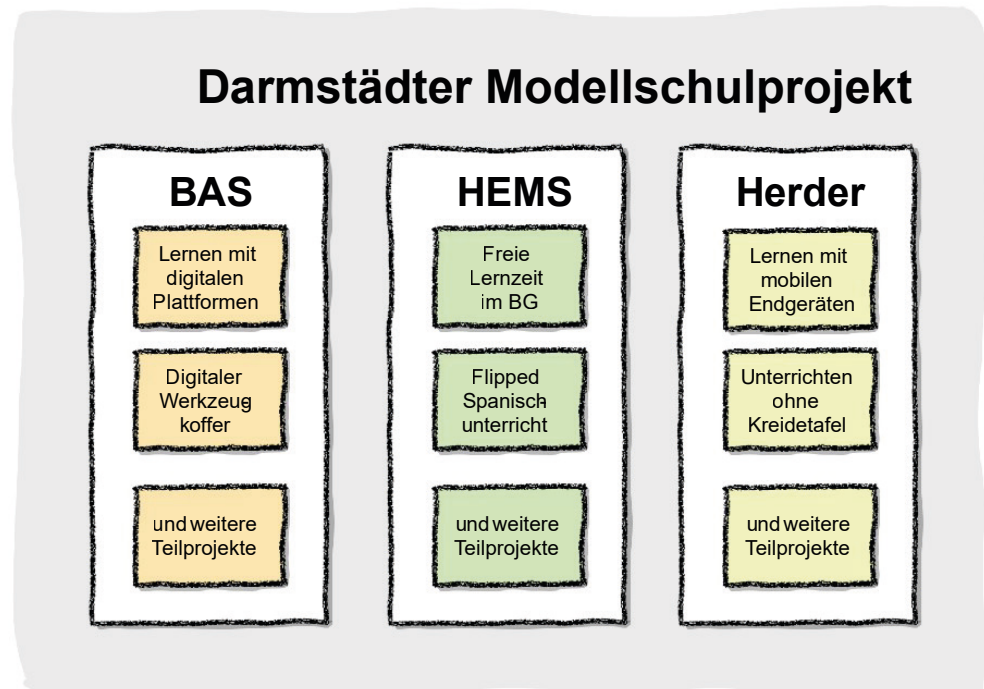 Darmstädter Modellschulprojekt
BAS
Lernen mit
digitalen
Plattformen
Digitaler
Werkzeug-
koffer
und weitere
Teilprojekte
HEMS
Freie
Lernzeit
im BG
Flipped
Spanisch-
unterricht
und weitere
Teilprojekte
Herder
Lernen mit
mobilen
Endgeräten
Unterrichten
ohne
Kreidetafel
und weitere
Teilprojekte